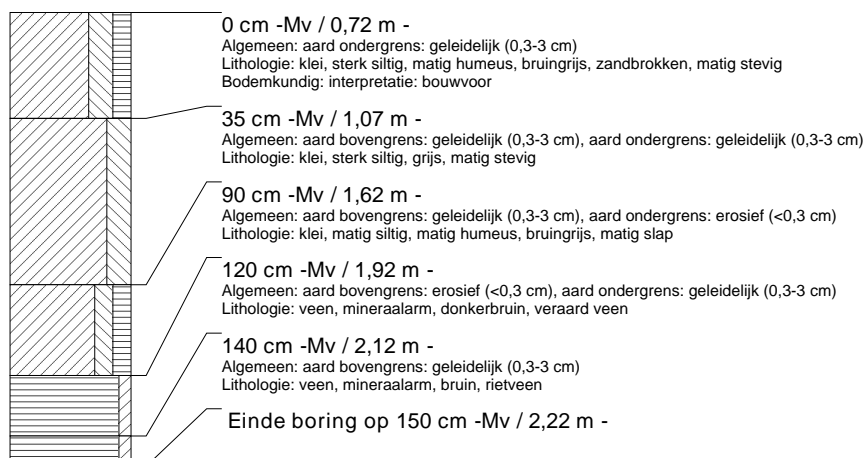 0 cm -Mv / 0,72 m -
Algemeen: aard ondergrens: geleidelijk (0,3-3 cm)
Lithologie: klei, sterk siltig, matig humeus, bruingrijs, zandbrokken, matig stevig
Bodemkundig: interpretatie: bouwvoor
35 cm -Mv / 1,07 m -
Algemeen: aard bovengrens: geleidelijk (0,3-3 cm), aard ondergrens: geleidelijk (0,3-3 cm)
Lithologie: klei, sterk siltig, grijs, matig stevig
90 cm -Mv / 1,62 m -
Algemeen: aard bovengrens: geleidelijk (0,3-3 cm), aard ondergrens: erosief (<0,3 cm)
Lithologie: klei, matig siltig, matig humeus, bruingrijs, matig slap
120 cm -Mv / 1,92 m -
Algemeen: aard bovengrens: erosief (<0,3 cm), aard ondergrens: geleidelijk (0,3-3 cm)
Lithologie: veen, mineraalarm, donkerbruin, veraard veen
140 cm -Mv / 2,12 m -
Algemeen: aard bovengrens: geleidelijk (0,3-3 cm)
Lithologie: veen, mineraalarm, bruin, rietveen
Einde boring op 150 cm -Mv / 2,22 m -